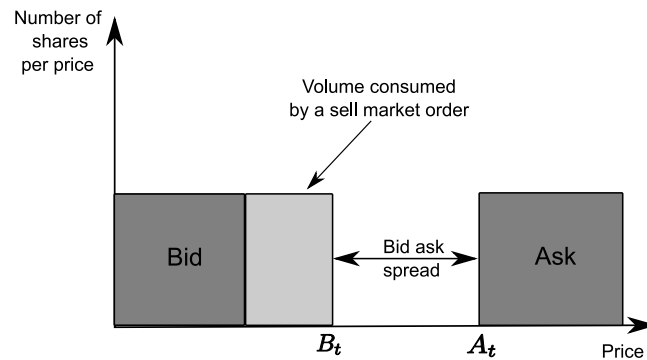 Number of
shares
per price
Volume consumed
by a sell market order
Bid
Bid ask
spread
Ask
B_t
A_t
Price